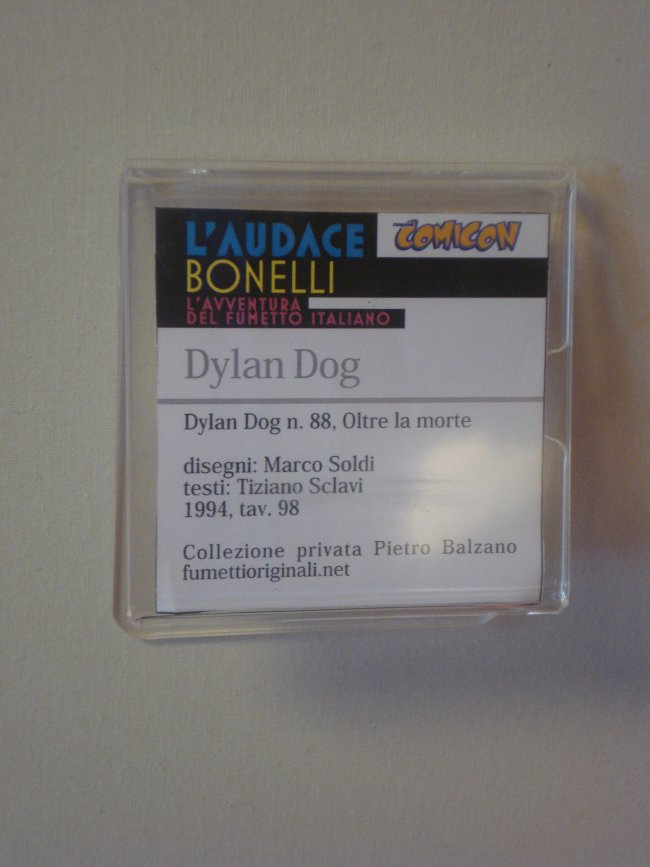 L'AUDACE
BONELLI
L'AVVENTURA
DEL FUMETTO ITALIANO
COMICON
Dylan Dog
Dylan Dog n. 88, Oltre la morte
disegni: Marco Soldi
testi: Tiziano Sclavi
1994, tav. 98
Collezione privata Pietro Balzano
fumettioriginali.net